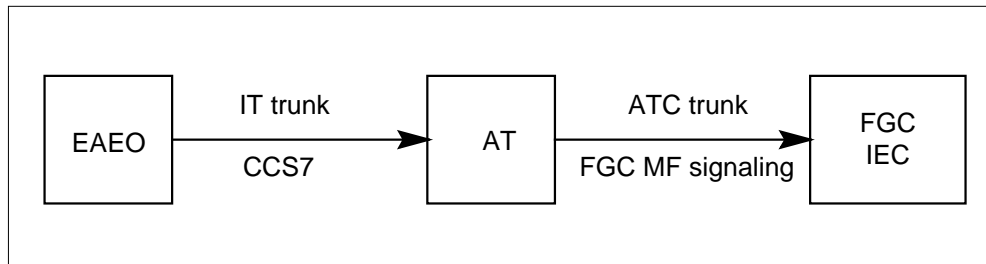 EAEO
IT trunk
CCS7
AT
ATC trunk
FGC MF signaling
FGC
IEC